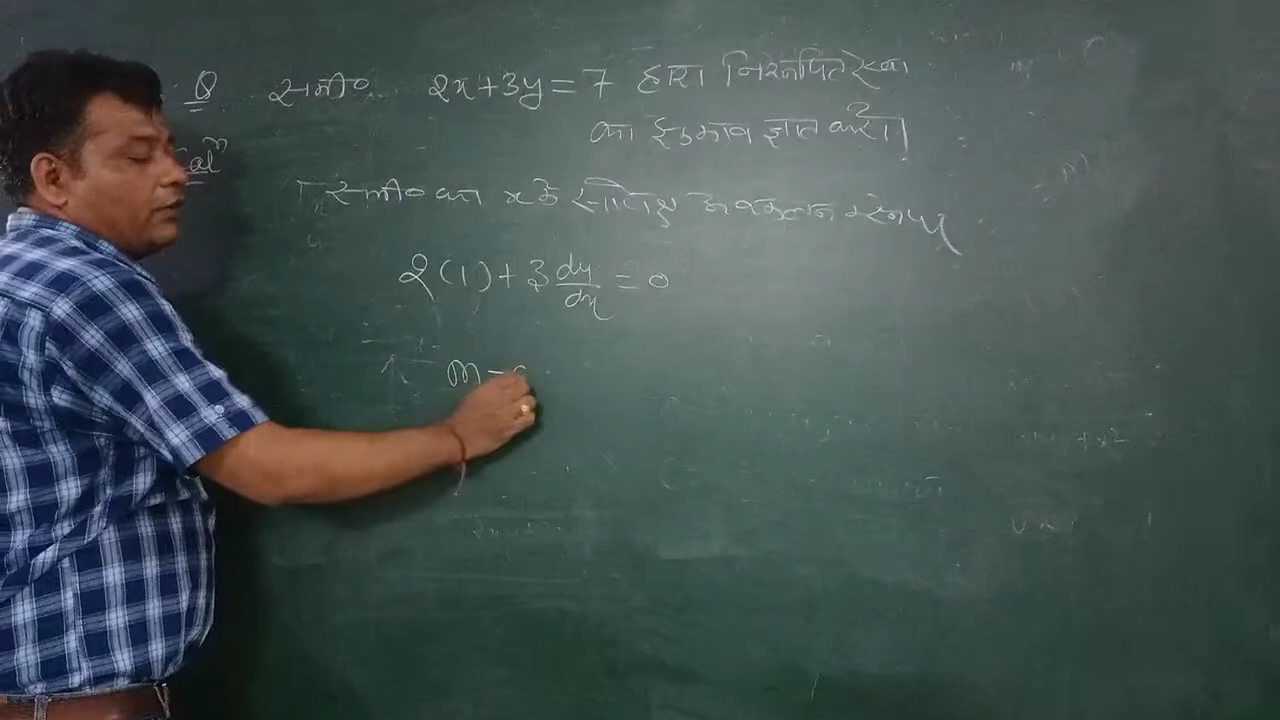 Q समी० 2x+3y=7 द्वारा निरूपित रेखा
का ढ़ाल ज्ञात करें।
समी० का x के सापेक्ष अवकलन करने पर
2(1)+3 dy/dx = 0
m =